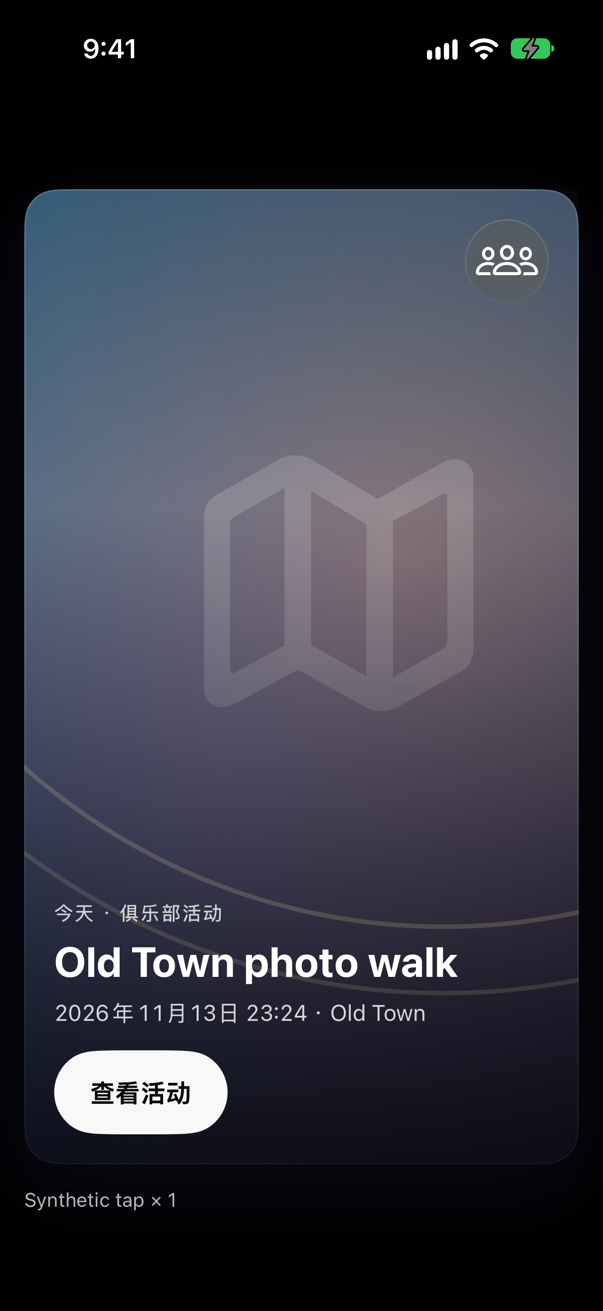 9:41
今天 · 俱乐部活动
Old Town photo walk
2026年11月13日 23:24 · Old Town
查看活动
Synthetic tap × 1